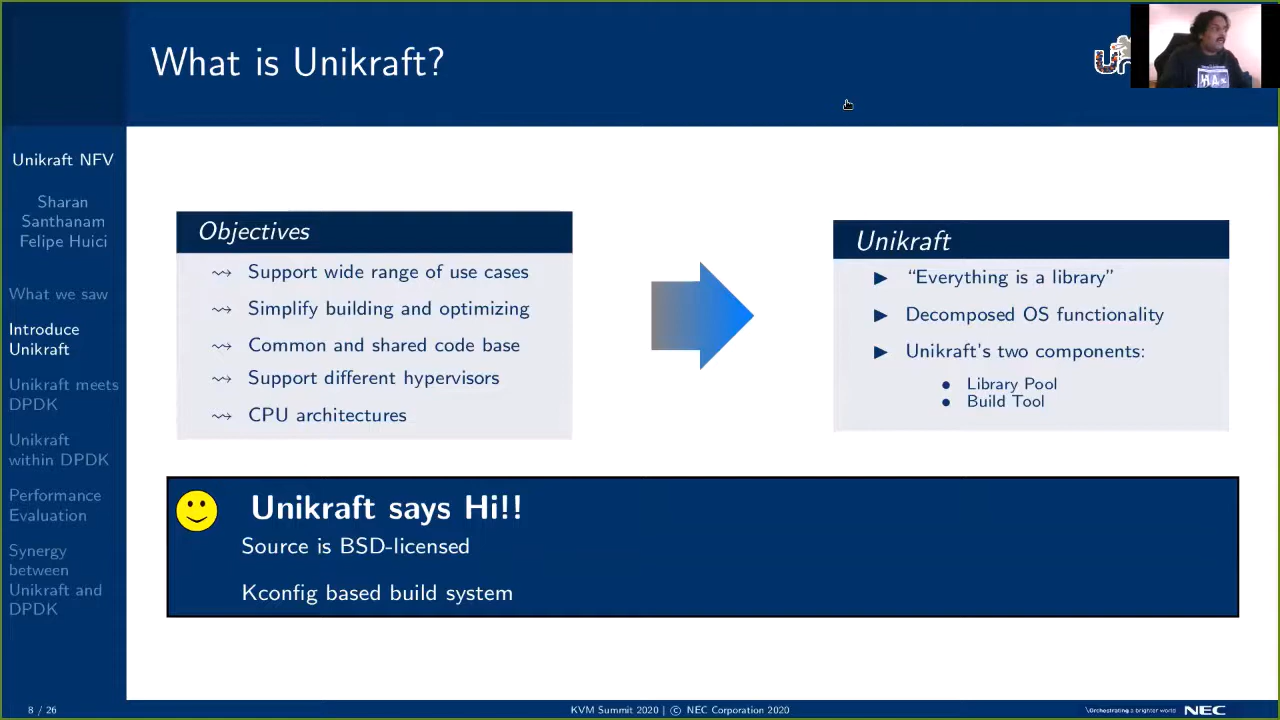 What is Unikraft?
Unikraft NFV
Sharan
Santhanam
Felipe Huici
What we saw
Introduce
Unikraft
Unikraft meets
DPDK
Unikraft
within DPDK
Performance
Evaluation
Synergy
between
Unikraft and
DPDK
Objectives
Support wide range of use cases
Simplify building and optimizing
Common and shared code base
Support different hypervisors
CPU architectures
Unikraft
"Everything is a library"
Decomposed OS functionality
Unikraft's two components:
Library Pool
Build Tool
Unikraft says Hi!!
Source is BSD-licensed
Kconfig based build system
8 / 26
KVM Summit 2020 | © NEC Corporation 2020
\Orchestrating a brighter world
NEC